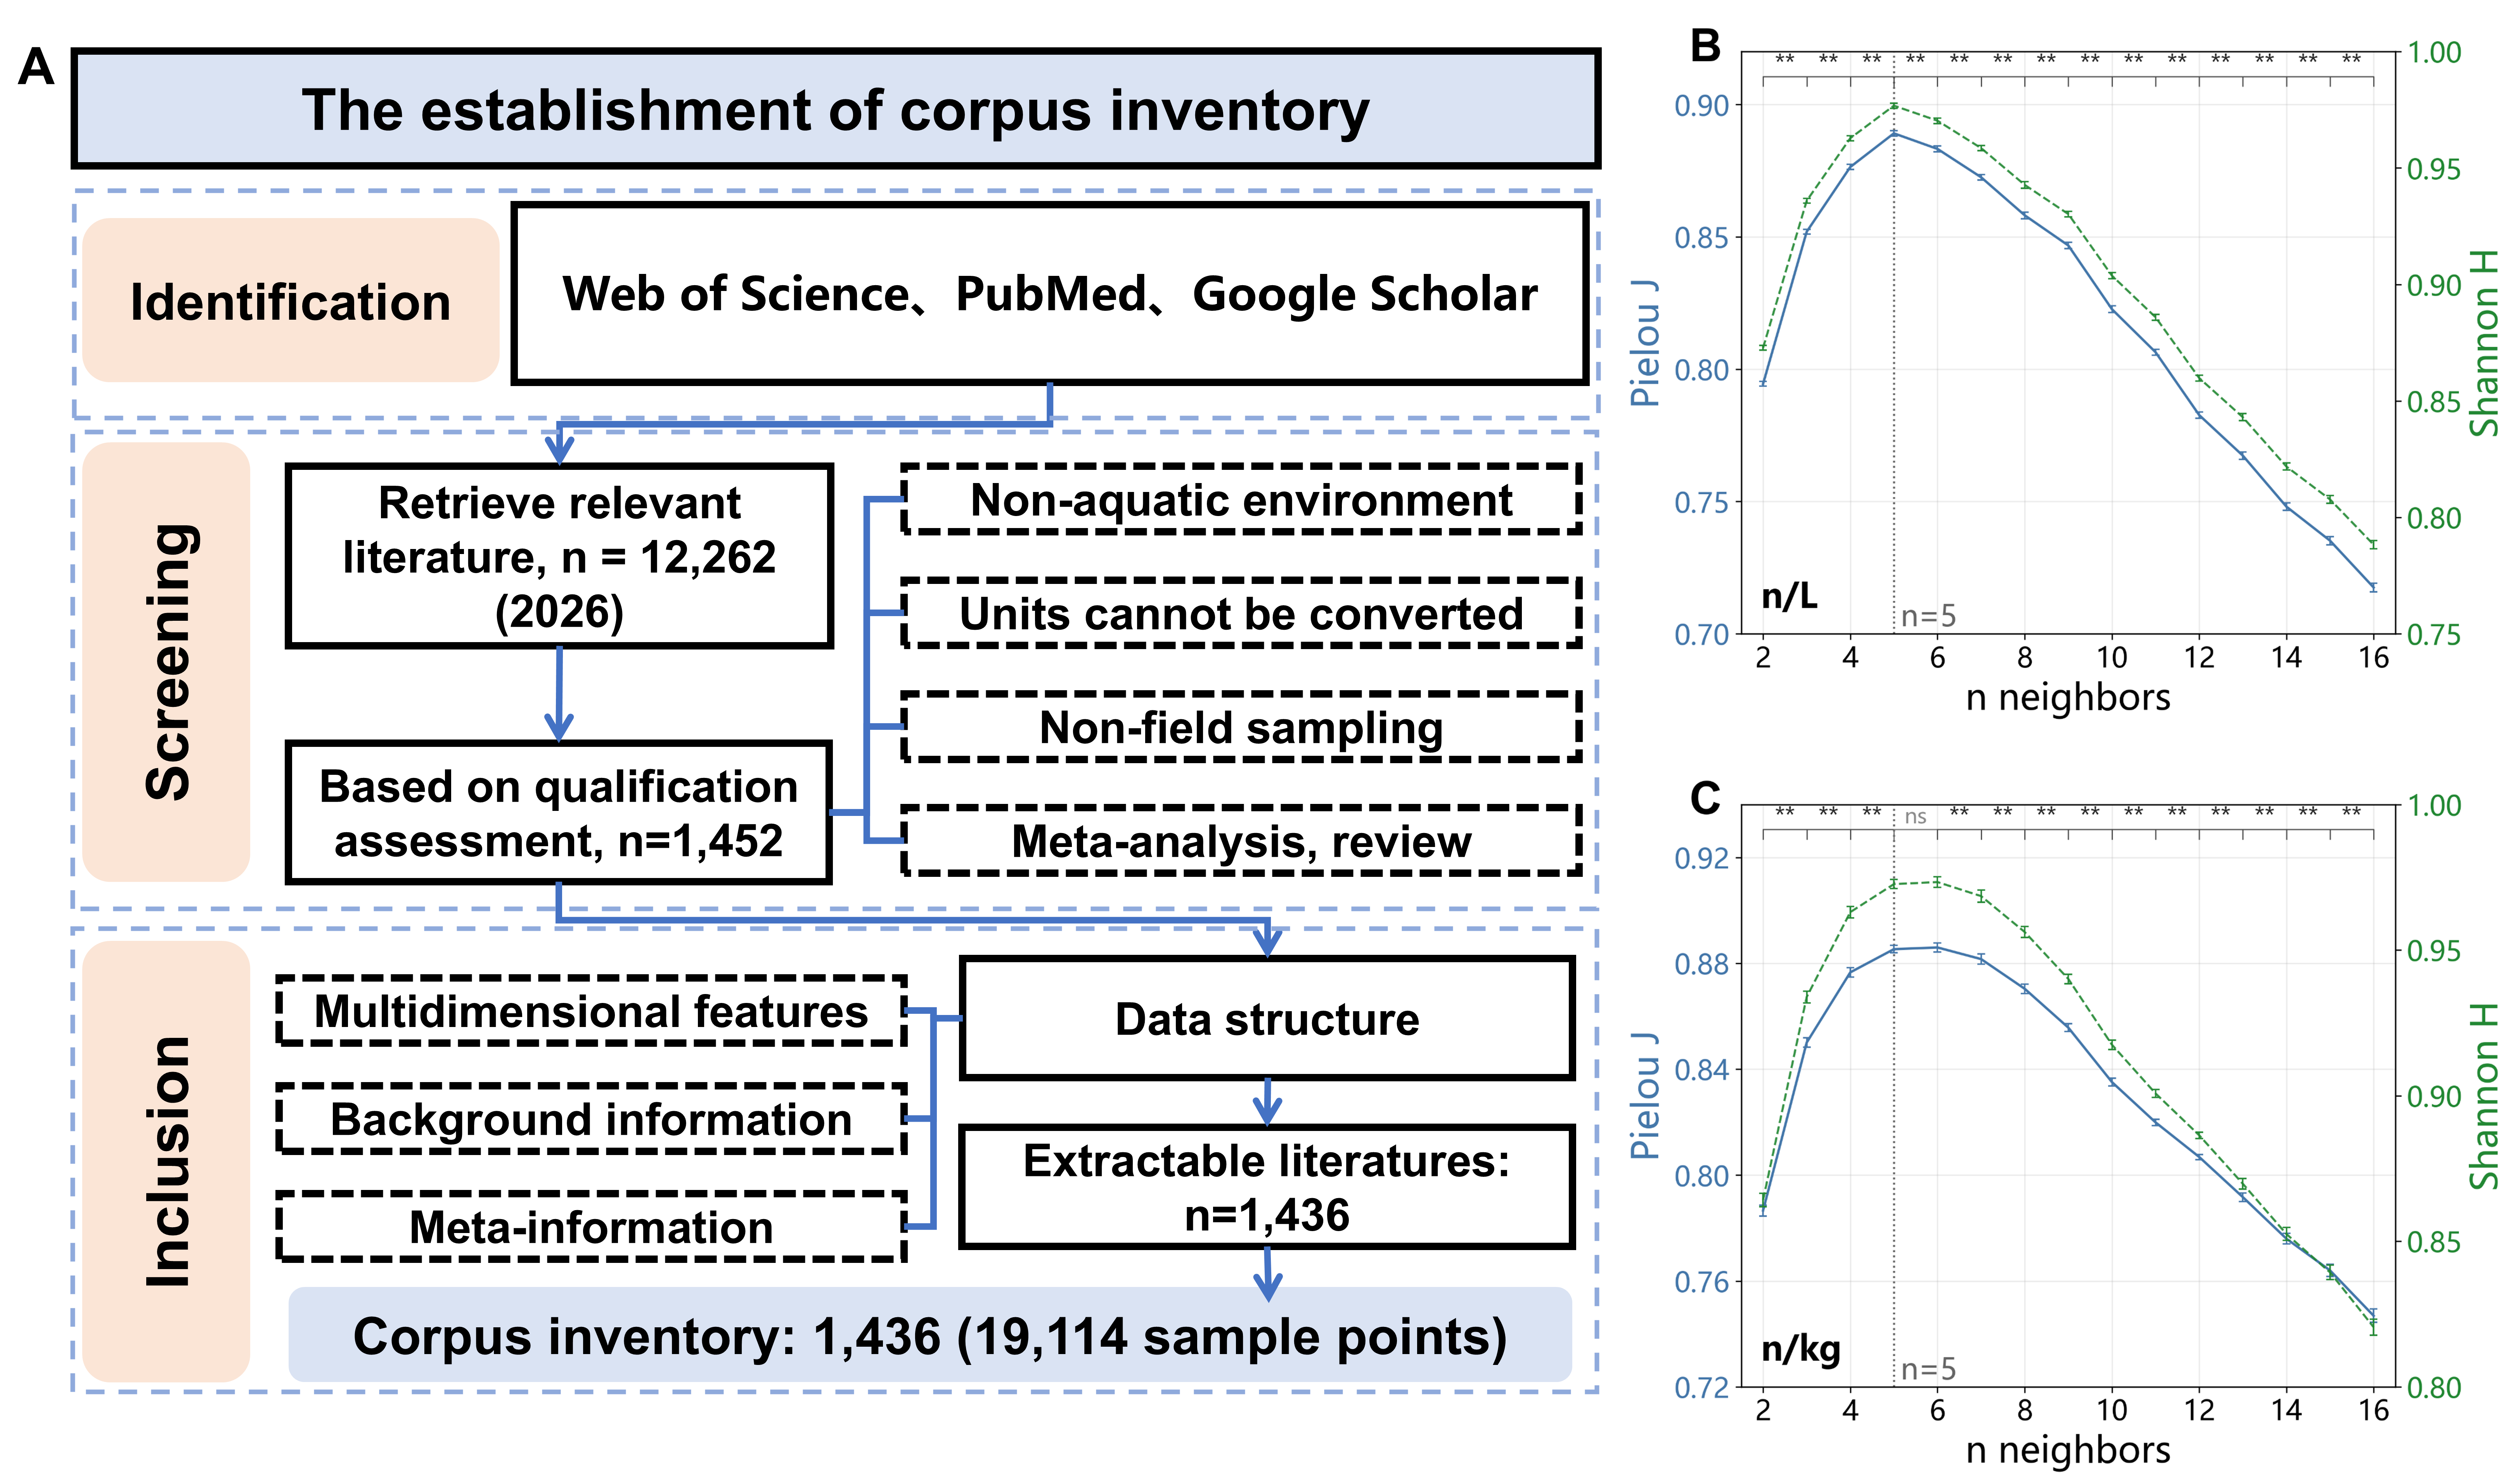 A
The establishment of corpus inventory
Identification
Web of Science、PubMed、Google Scholar
Screening
Retrieve relevant
literature, n = 12,262
(2026)
Based on qualification
assessment, n=1,452
Non-aquatic environment
Units cannot be converted
Non-field sampling
Meta-analysis, review
Inclusion
Multidimensional features
Background information
Meta-information
Data structure
Extractable literatures:
n=1,436
Corpus inventory: 1,436 (19,114 sample points)
B
** ** ** ** ** ** ** ** ** ** ** ** ** **
Pielou J
0.90
0.85
0.80
0.75
0.70
Shannon H
1.00
0.95
0.90
0.85
0.80
0.75
n/L
n=5
2 4 6 8 10 12 14 16
n neighbors
C
** ** ** ns ** ** ** ** ** ** ** ** ** **
Pielou J
0.92
0.88
0.84
0.80
0.76
0.72
Shannon H
1.00
0.95
0.90
0.85
0.80
n/kg
n=5
2 4 6 8 10 12 14 16
n neighbors